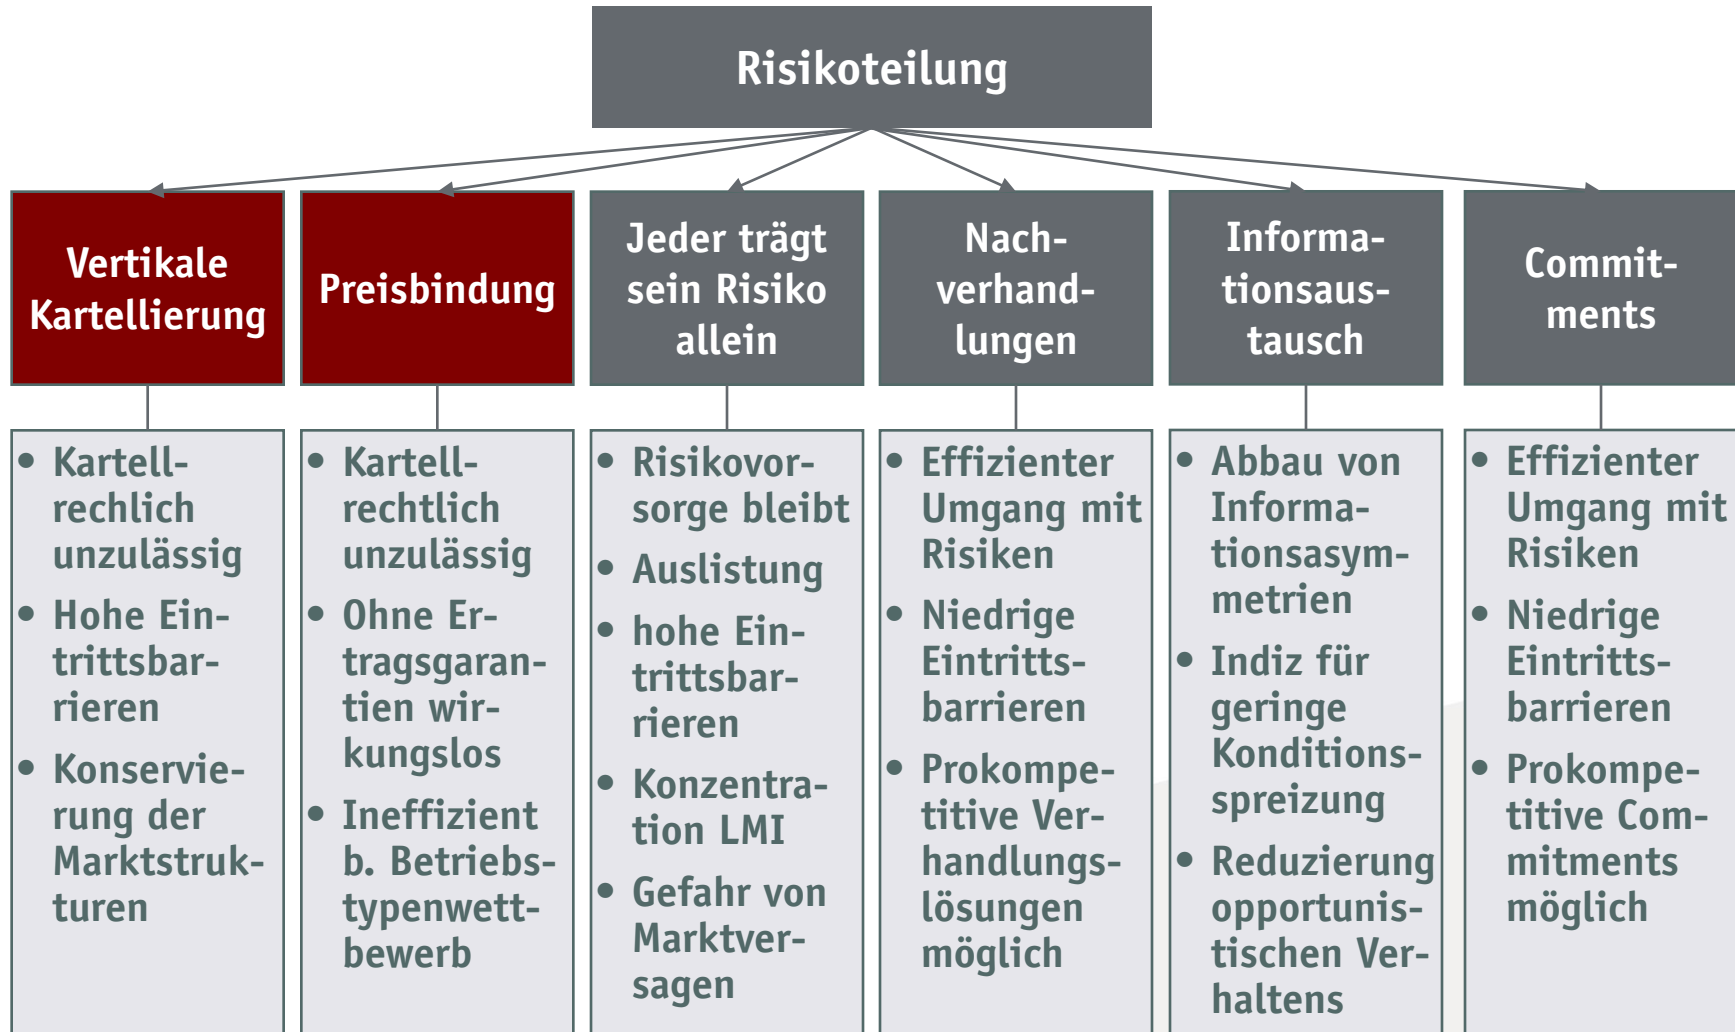 Risikoteilung
Vertikale
Kartellierung
Preisbindung
Jeder trägt
sein Risiko
allein
Nach-
verhand-
lungen
Informa-
tionsaus-
tausch
Commit-
ments
• Kartell-
rechlich
unzulässig
• Hohe Ein-
trittsbar-
rieren
• Konservie-
rung der
Marktstruk-
turen
• Kartell-
rechtlich
unzulässig
• Ohne Er-
tragsgaran-
tien wir-
kungslos
• Ineffizient
b. Betriebs-
typenwett-
bewerb
• Risikovor-
sorge bleibt
• Auslistung
• hohe Ein-
trittsbar-
rieren
• Konzentra-
tion LMI
• Gefahr von
Marktver-
sagen
• Effizienter
Umgang mit
Risiken
• Niedrige
Eintritts-
barrieren
• Prokompe-
titive Ver-
handlungs-
lösungen
möglich
• Abbau von
Informa-
tionsasym-
metrien
• Indiz für
geringe
Konditions-
spreizung
• Reduzierung
opportunis-
tischen Ver-
haltens
• Effizienter
Umgang mit
Risiken
• Niedrige
Eintritts-
barrieren
• Prokompe-
titive Com-
mitments
möglich